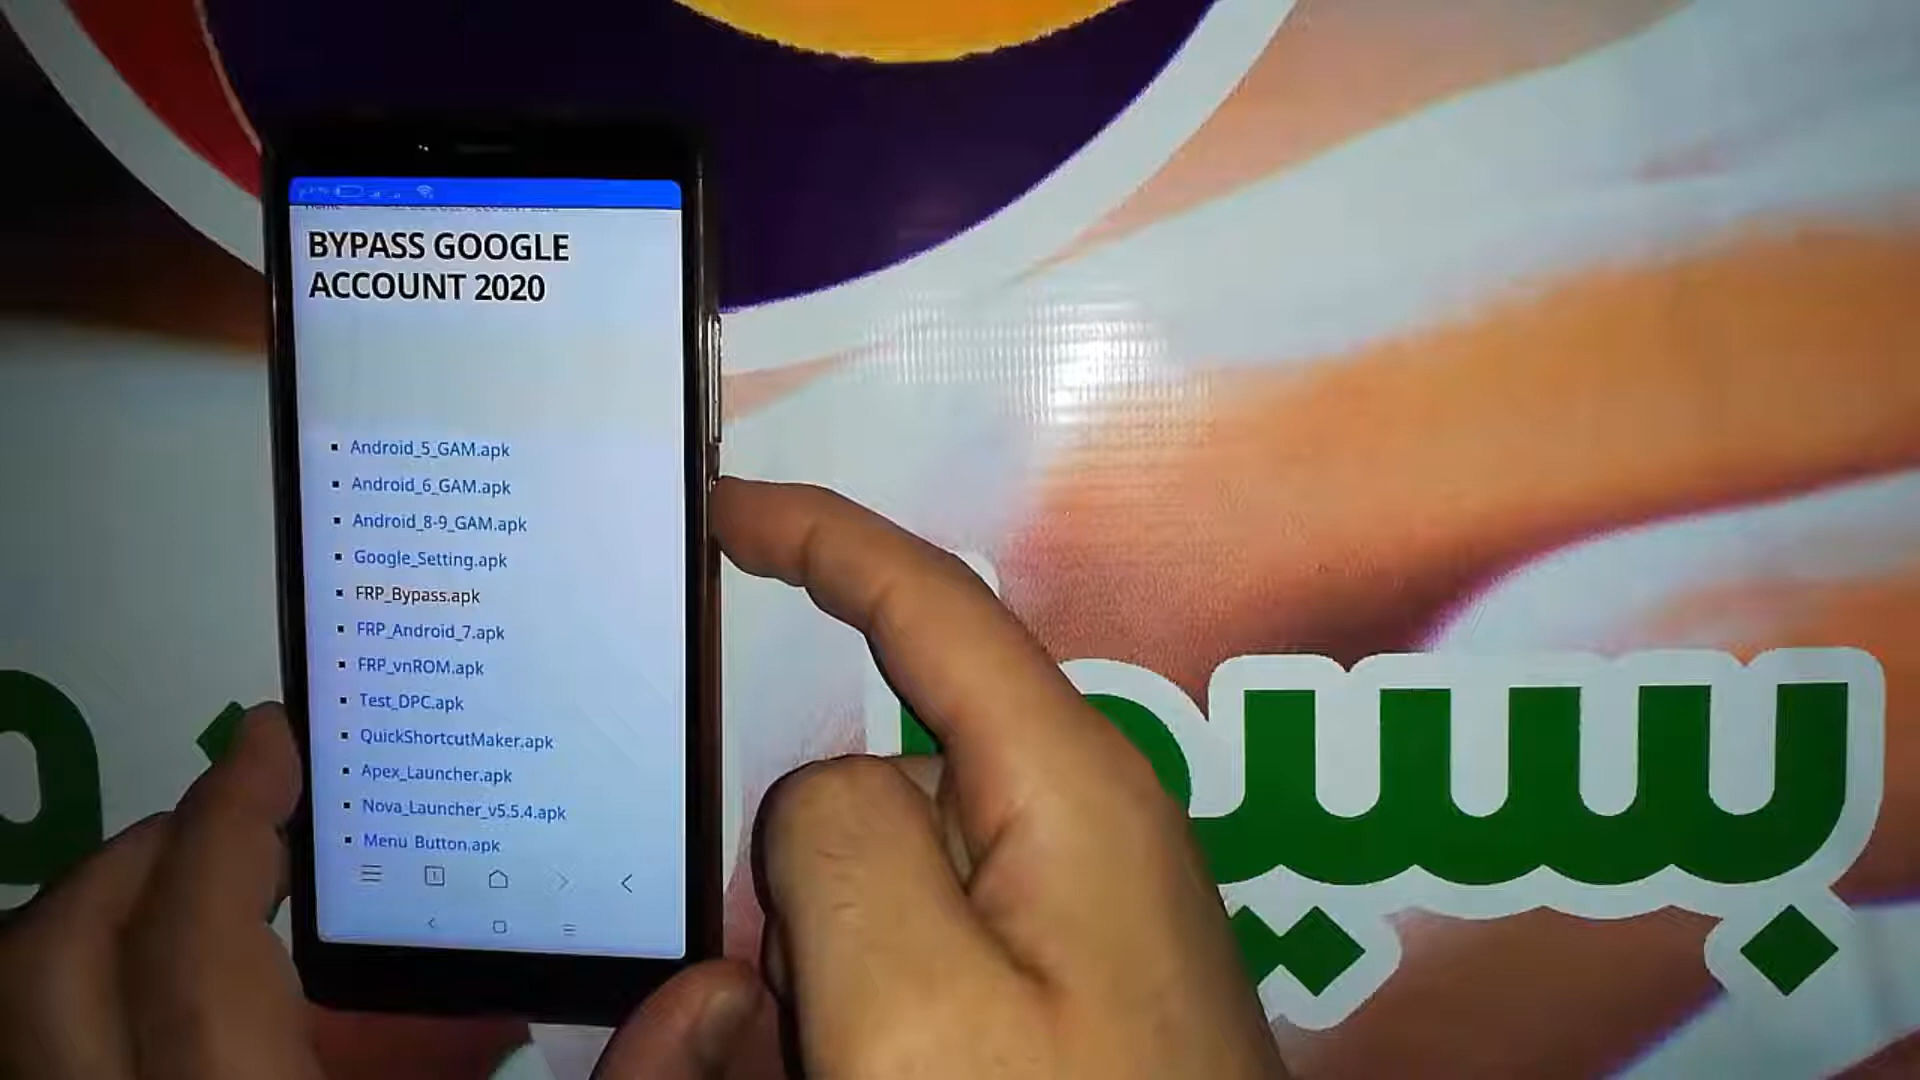 BYPASS GOOGLE
ACCOUNT 2020
Android_5_GAM.apk
Android_6_GAM.apk
Android_8-9_GAM.apk
Google_Setting.apk
FRP_Bypass.apk
FRP_Android_7.apk
FRP_vnROM.apk
Test_DPC.apk
QuickShortcutMaker.apk
Apex_Launcher.apk
Nova_Launcher_v5.5.4.apk
Menu_Button.apk